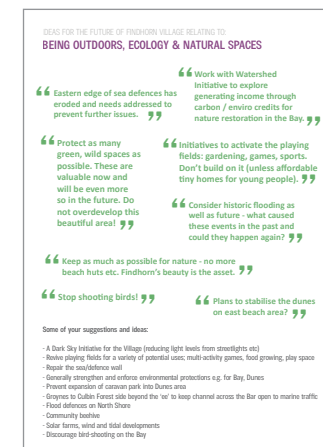 IDEAS FOR THE FUTURE OF FINDHORN VILLAGE RELATING TO
BEING OUTDOORS, ECOLOGY & NATURAL SPACES
“Eastern edge of sea defences has
eroded and needs addressed to
prevent further issues.”
“Work with Watershed
Initiative to explore
generating income through
carbon / enviro credits for
nature restoration in the Bay.”
“Protect as many
green, wild spaces as
possible. These are
valuable now and
will be even more
so in the future. Do
not overdevelop this
beautiful area!”
“Initiatives to activate the playing
fields: gardening, games, sports.
Don't build on it (unless affordable
tiny homes for young people).”
“Consider historic flooding as
well as future - what caused
these events in the past and
could they happen again?”
“Keep as much as possible for nature - no more
beach huts etc. Findhorn's beauty is the asset.”
“Stop shooting birds!”
“Plans to stabilise the dunes
on east beach area?”
Some of your suggestions and ideas:
- A Dark Sky Initiative for the Village (reducing light levels from streetlights etc)
- Revive playing fields for a variety of potential uses; multi-activity games, food growing, play space
- Repair the sea/defence wall
- Generally strengthen and enforce environmental protections e.g. for Bay, Dunes
- Prevent expansion of caravan park into Dunes area
- Groynes to Culbin Forest side beyond the 'ee' to keep channel across the Bar open to marine traffic
- Flood defences on North Shore
- Community beehive
- Solar farms, wind and tidal developments
- Discourage bird-shooting on the Bay